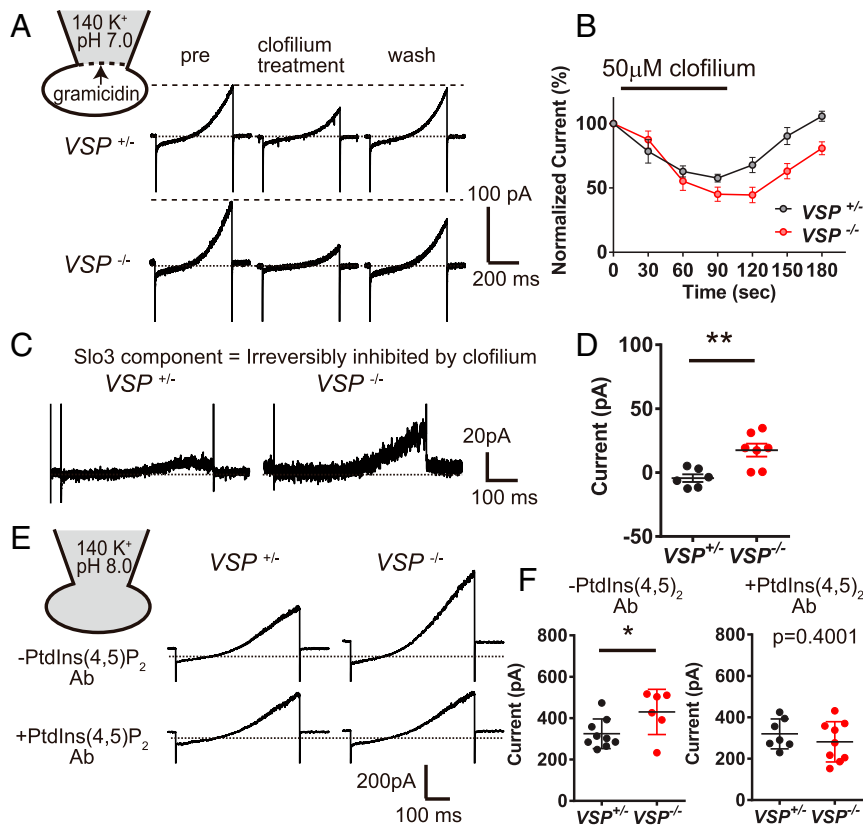 A
140 K⁺
pH 7.0
gramicidin
pre
clofilium
treatment
wash
VSP +/-
VSP -/-
100 pA
200 ms
B
50µM clofilium
Normalized Current (%)
100
50
0
0 30 60 90 120 150 180
Time (sec)
VSP +/-
VSP -/-
C
Slo3 component = Irreversibly inhibited by clofilium
VSP +/-
VSP -/-
20pA
100 ms
D
**
Current (pA)
100
50
0
-50
VSP+/- VSP-/-
E
140 K⁺
pH 8.0
VSP +/-
VSP -/-
-PtdIns(4,5)P₂
Ab
+PtdIns(4,5)P₂
Ab
200pA
100 ms
F
-PtdIns(4,5)₂
Ab
*
Current (pA)
800
600
400
200
0
VSP+/- VSP-/-
+PtdIns(4,5)₂
Ab
p=0.4001
Current (pA)
800
600
400
200
0
VSP+/- VSP-/-